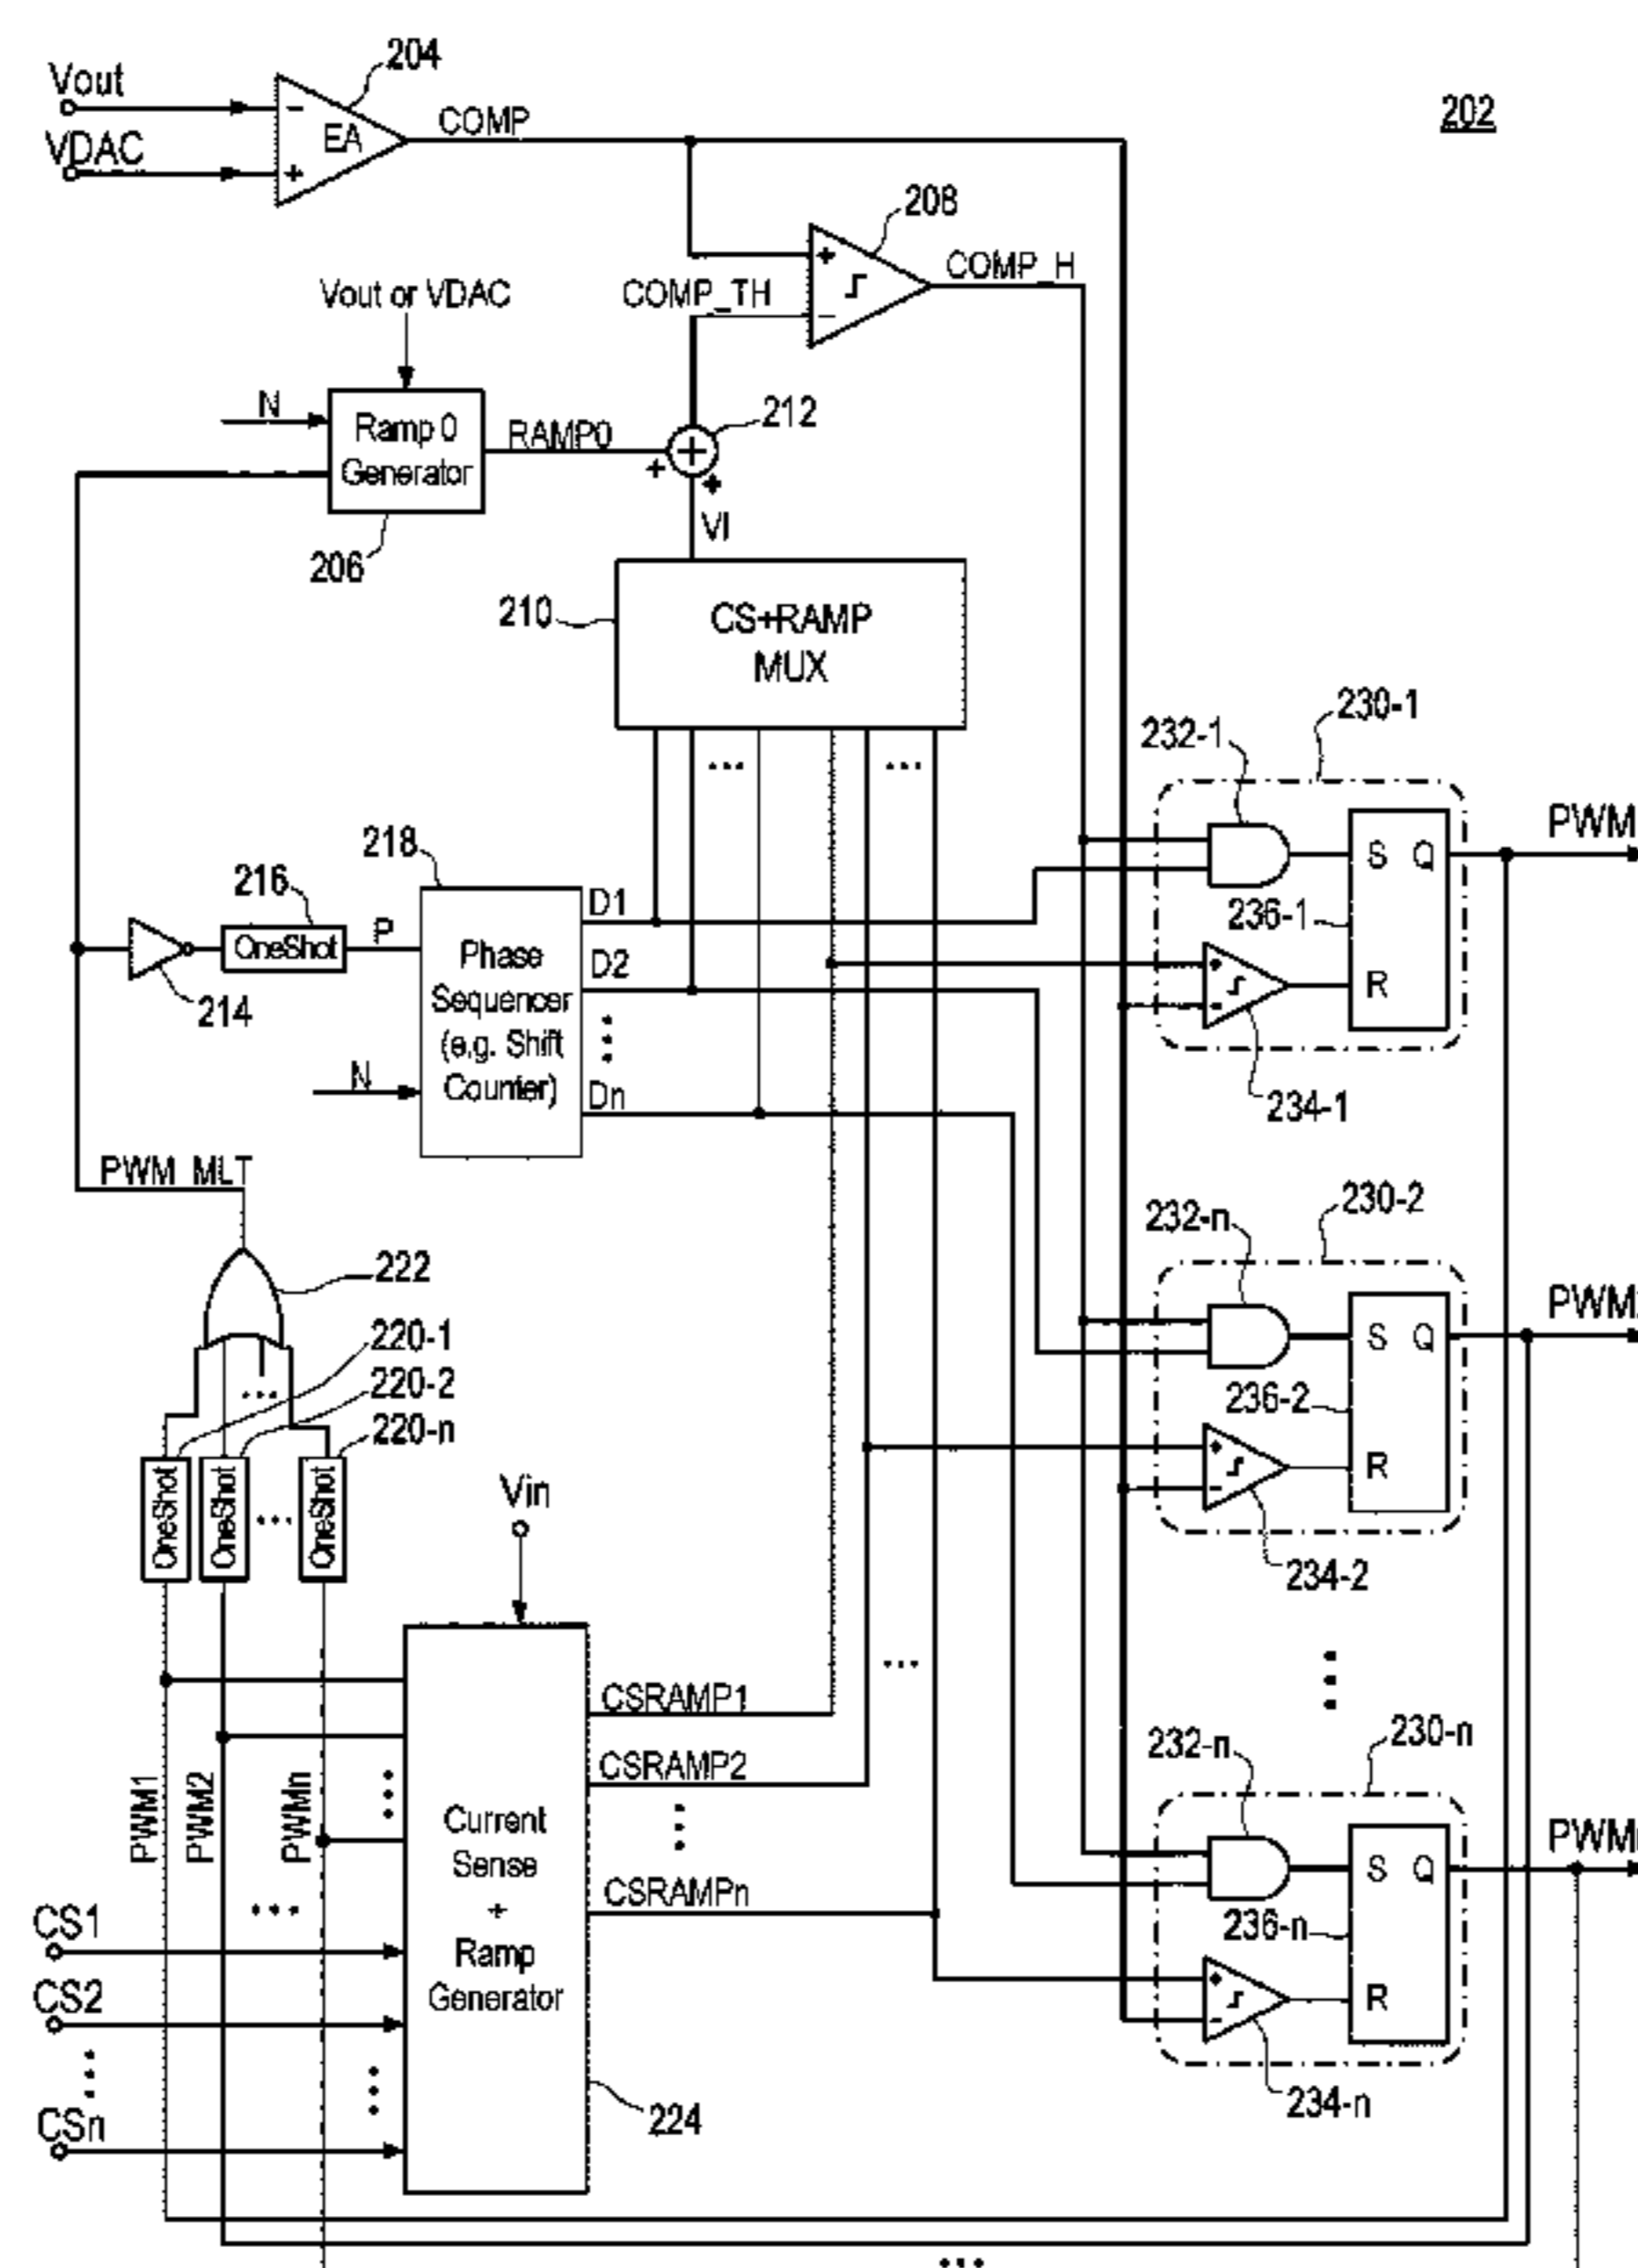 202
Vout
VDAC
-
+
EA
204
COMP
208
+
-
COMP_H
COMP_TH
Vout or VDAC
N
Ramp 0
Generator
206
RAMP0
212
+
+
+
VI
210
CS+RAMP
MUX
...
...
218
216
OneShot
P
214
Phase
Sequencer
(e.g. Shift
Counter)
N
D1
D2
Dn
PWM_MLT
222
220-1
220-2
220-n
...
OneShot
OneShot
...
OneShot
Vin
PWM1
PWM2
PWMn
...
CS1
CS2
CSn
Current
Sense
+
Ramp
Generator
224
CSRAMP1
CSRAMP2
CSRAMPn
...
230-1
232-1
236-1
S
Q
R
+
-
234-1
PWM
230-2
232-n
236-2
S
Q
R
+
-
234-2
PWM
230-n
232-n
236-n
S
Q
R
+
-
234-n
PWM
...